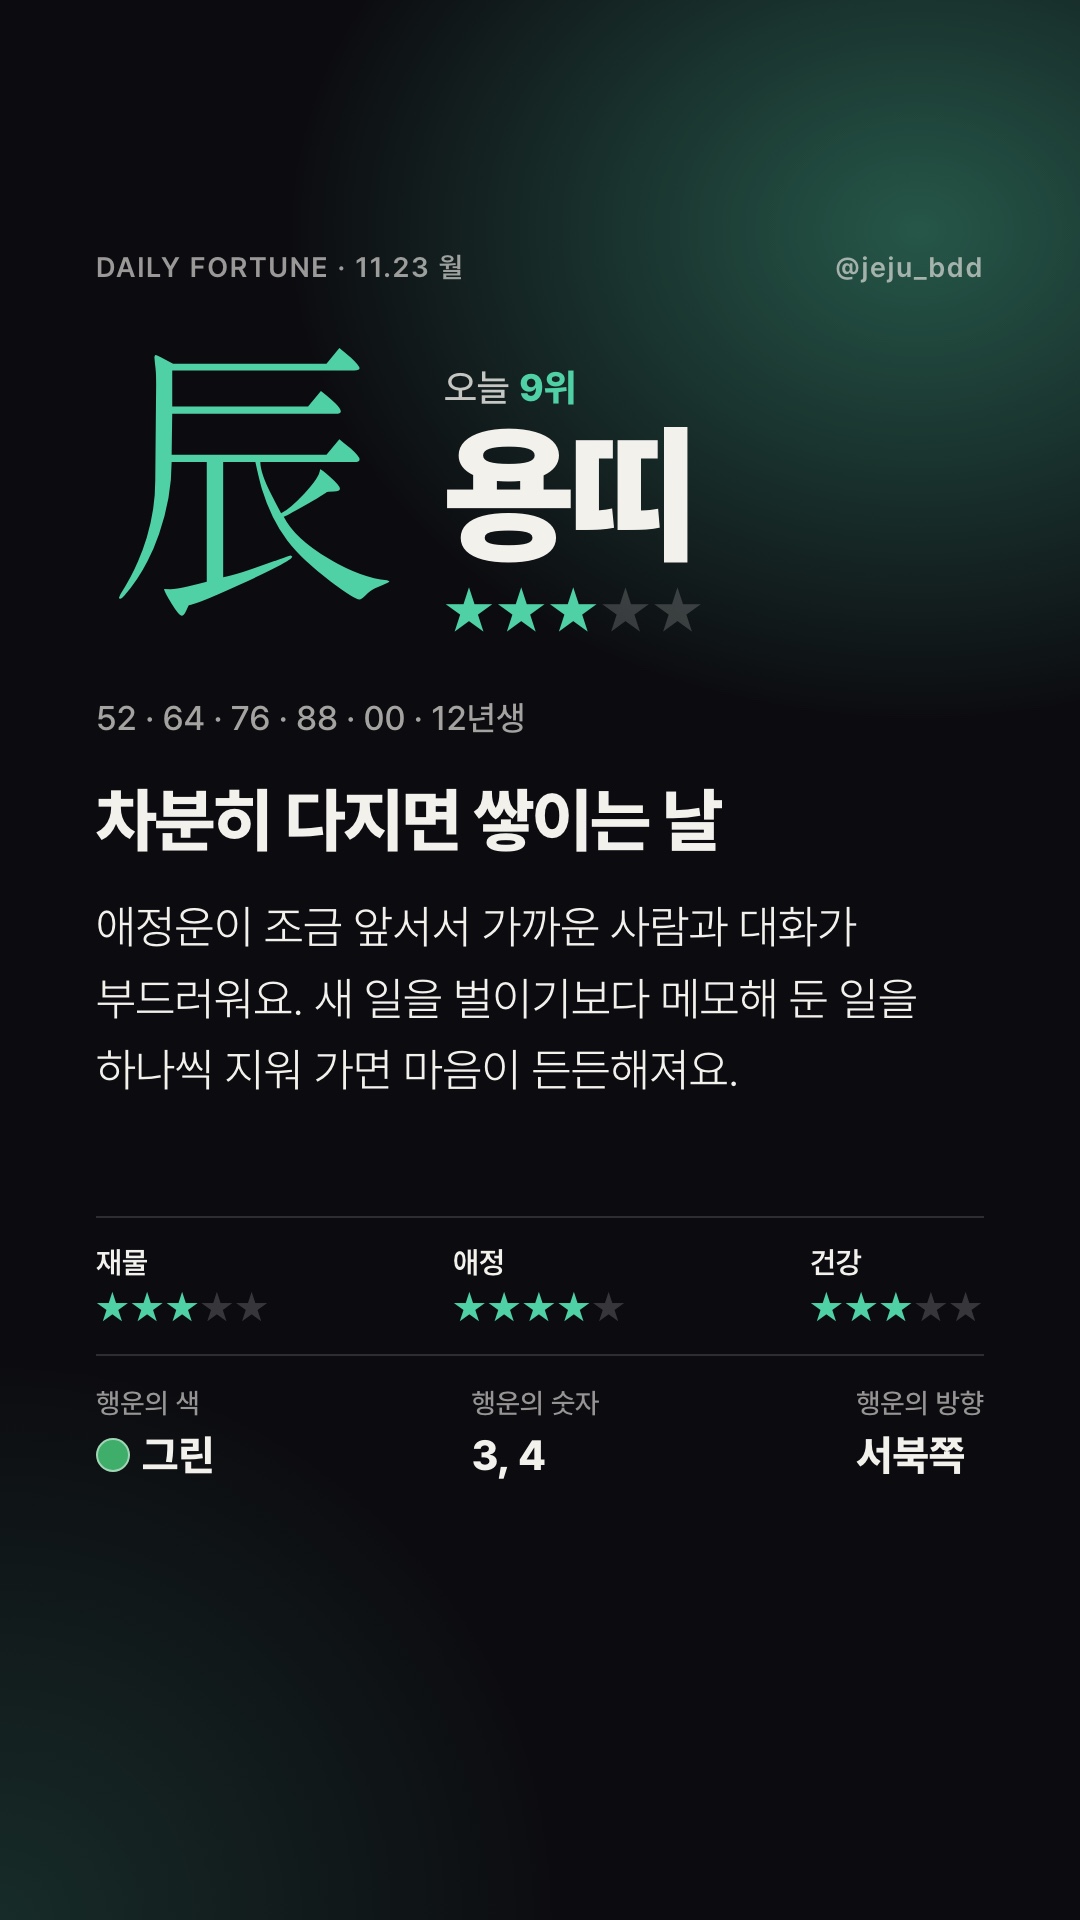 DAILY FORTUNE · 11.23 월
@jeju_bdd
辰
오늘 9위
용띠
★★★★★
52 · 64 · 76 · 88 · 00 · 12년생
차분히 다지면 쌓이는 날
애정운이 조금 앞서서 가까운 사람과 대화가
부드러워요. 새 일을 벌이기보다 메모해 둔 일을
하나씩 지워 가면 마음이 든든해져요.
재물 애정 건강
★★★★★ ★★★★★ ★★★★★
행운의 색 행운의 숫자 행운의 방향
그린 3, 4 서북쪽